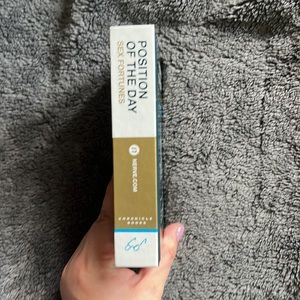 POSITION
OF THE DAY
SEX FORTUNES
n NERVE.COM
CHRONICLE
BOOKS